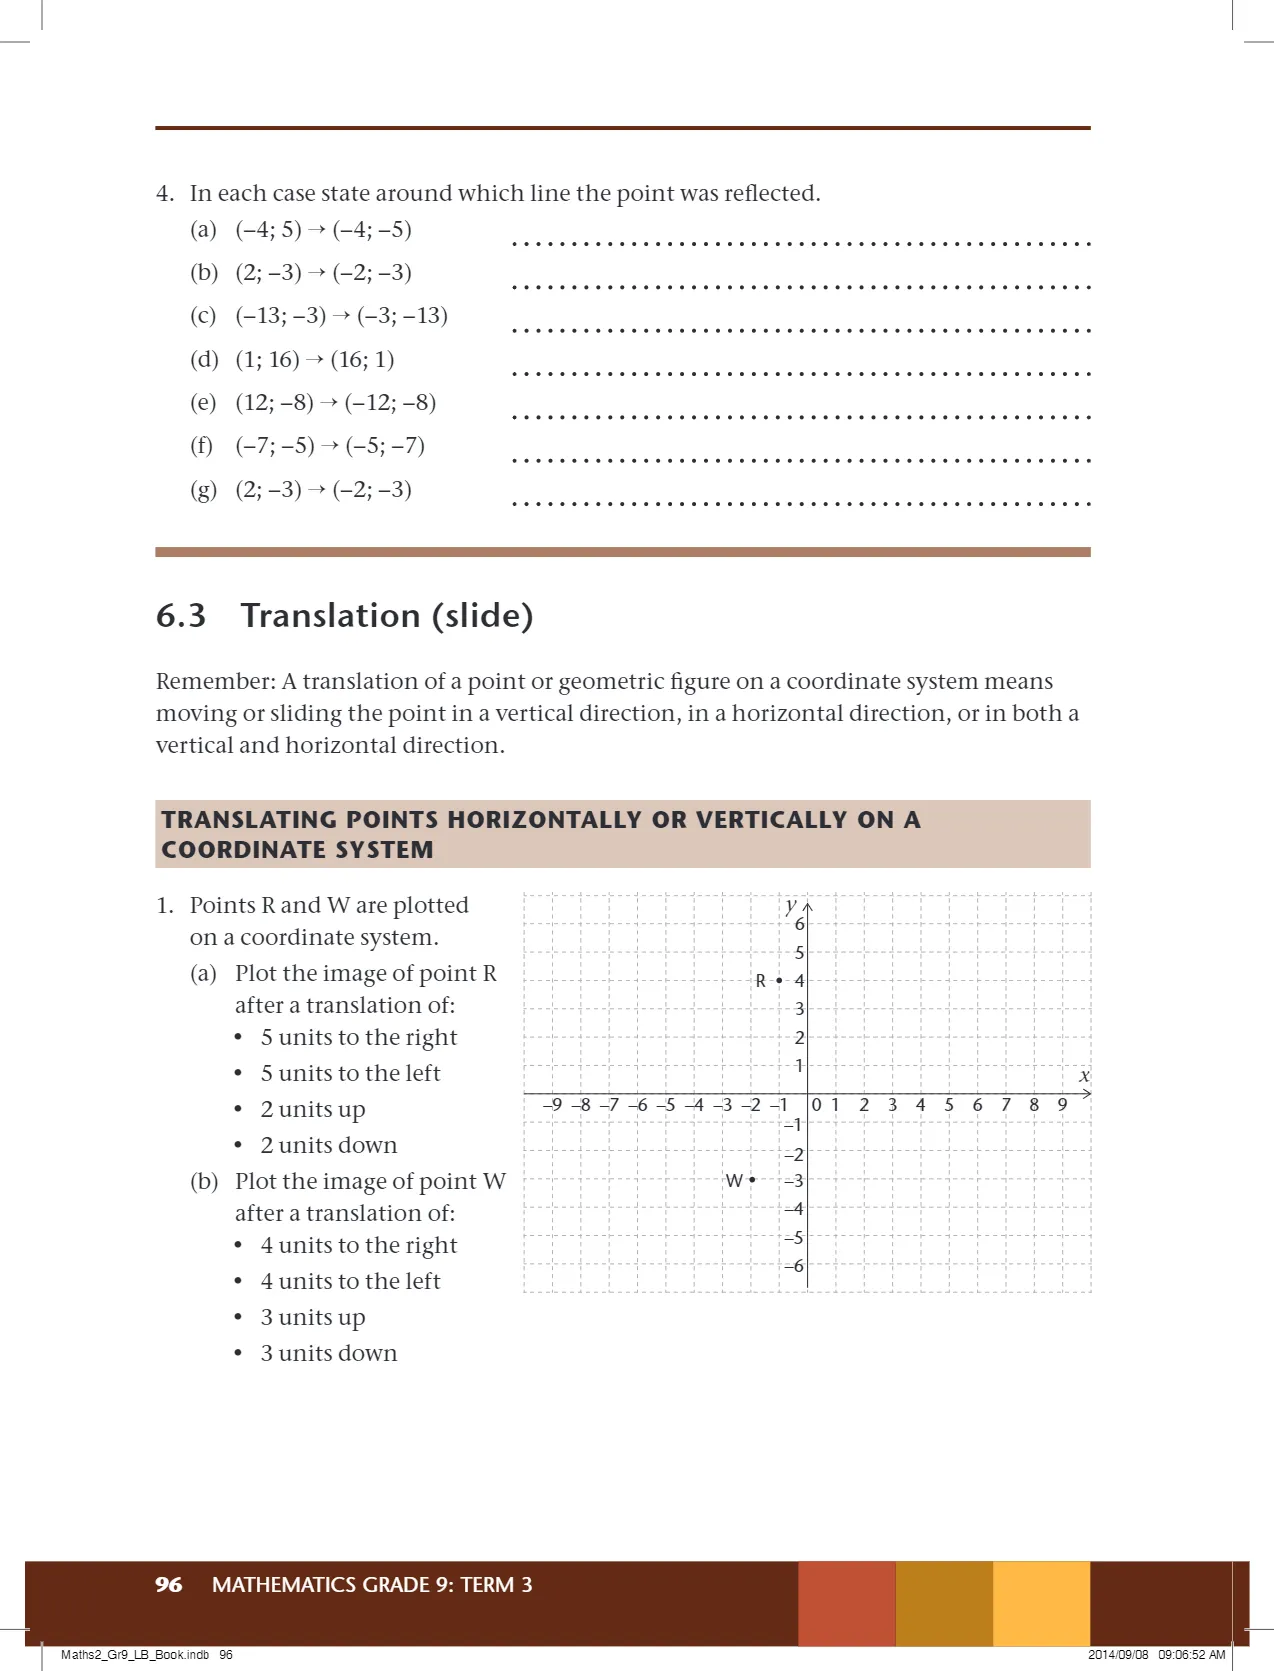 4. In each case state around which line the point was reflected.
(a) (–4; 5) → (–4; –5) ........................................
(b) (2; –3) → (–2; –3) ........................................
(c) (–13; –3) → (–3; –13) ........................................
(d) (1; 16) → (16; 1) ........................................
(e) (12; –8) → (–12; –8) ........................................
(f) (–7; –5) → (–5; –7) ........................................
(g) (2; –3) → (–2; –3) ........................................
6.3 Translation (slide)
Remember: A translation of a point or geometric figure on a coordinate system means
moving or sliding the point in a vertical direction, in a horizontal direction, or in both a
vertical and horizontal direction.
TRANSLATING POINTS HORIZONTALLY OR VERTICALLY ON A
COORDINATE SYSTEM
1. Points R and W are plotted
on a coordinate system.
(a) Plot the image of point R
after a translation of:
• 5 units to the right
• 5 units to the left
• 2 units up
• 2 units down
(b) Plot the image of point W
after a translation of:
• 4 units to the right
• 4 units to the left
• 3 units up
• 3 units down
y
6
5
R 4
3
2
1
x
–9 –8 –7 –6 –5 –4 –3 –2 –1 0 1 2 3 4 5 6 7 8 9
–1
–2
W –3
–4
–5
–6
96 MATHEMATICS GRADE 9: TERM 3
Maths2_Gr9_LB_Book.indb 96
2014/09/08 09:06:52 AM